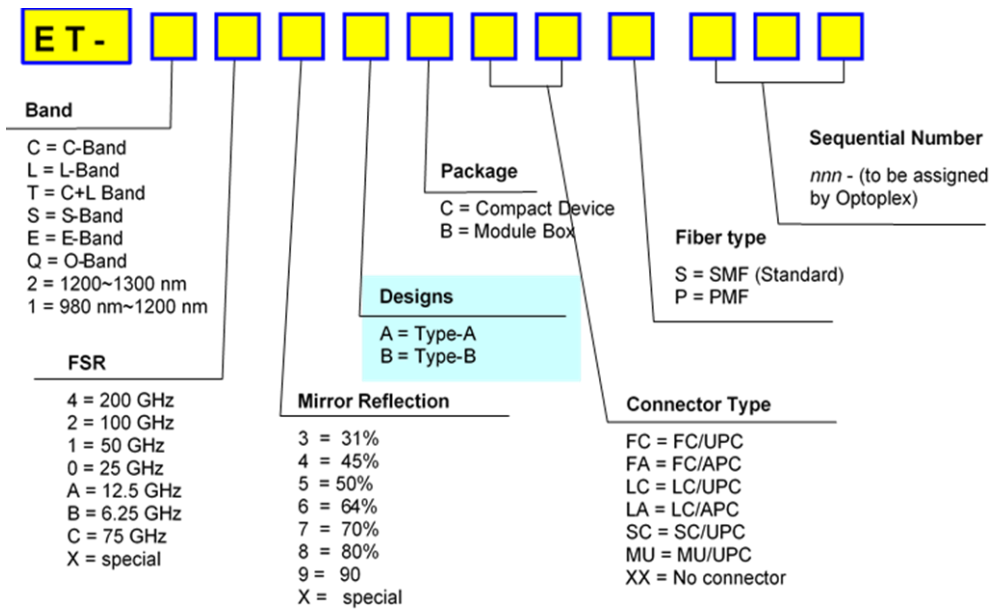 ET-
Band
C = C-Band
L = L-Band
T = C+L Band
S = S-Band
E = E-Band
Q = O-Band
2 = 1200~1300 nm
1 = 980 nm~1200 nm
FSR
4 = 200 GHz
2 = 100 GHz
1 = 50 GHz
0 = 25 GHz
A = 12.5 GHz
B = 6.25 GHz
C = 75 GHz
X = special
Mirror Reflection
3 = 31%
4 = 45%
5 = 50%
6 = 64%
7 = 70%
8 = 80%
9 = 90
X = special
Designs
A = Type-A
B = Type-B
Package
C = Compact Device
B = Module Box
Connector Type
FC = FC/UPC
FA = FC/APC
LC = LC/UPC
LA = LC/APC
SC = SC/UPC
MU = MU/UPC
XX = No connector
Fiber type
S = SMF (Standard)
P = PMF
Sequential Number
nnn - (to be assigned
by Optoplex)